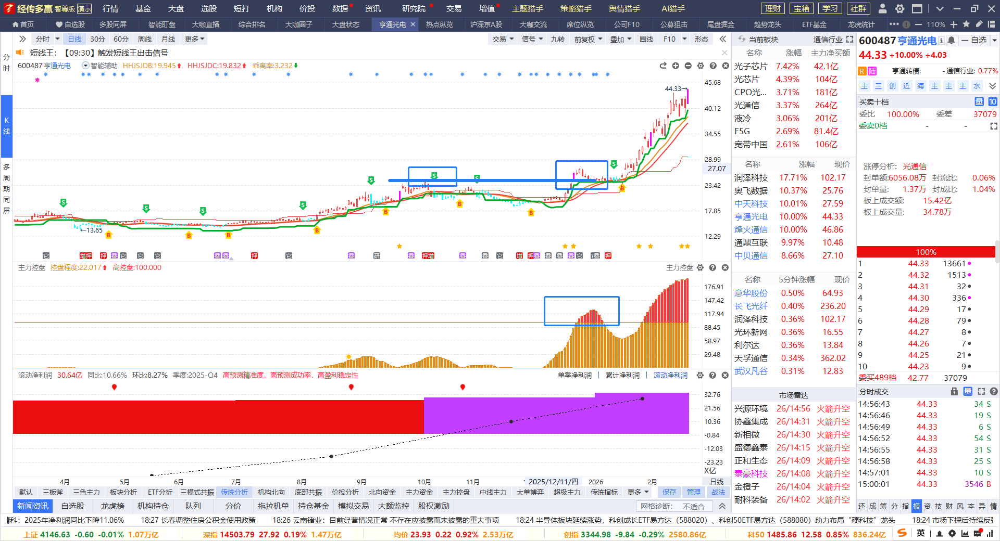 经传多赢 智尊版 演示 行情 基金 大盘 选股 短打 机构 价投 数据 资讯 研究院 交易 增值 主题猎手 策略猎手 舆情猎手 AI猎手 理财 宝箱 学习 社群
首页 自选股 多股同屏 智能盯盘 大咖直播 综合排名 大咖圈子 大盘状态 亨通光电 热点纵览 沪深京A股 大咖交流 席位纵览 公司F10 公募狙击 尾盘掘金 趋势龙头 ETF基金 龙虎统计 110%
分时 日线 30分 60分 周线 月线 更多 交易 信号 九转 前复权 叠加 画线 F10 形态
短线王: 【09:30】触发短线王出击信号
600487 亨通光电 智能辅助 HHJSJDB:19.945 HHJSJDC:19.832 乖离率:3.232
分时
K线
多周期同屏
44.33→
←13.65
45.68
40.12
34.55
28.99
27.07
23.42
17.85
12.29
主力控盘 控盘程度:22.017 高控盘:100.000 主力控盘
176.91
147.42
117.94
88.45
58.97
29.48
滚动净利润 30.64亿 同比:10.66% 环比:8.27% 季度:2025-Q4 高预测精准度, 高预测成功率, 高盈利稳定性 单季净利润 累计净利润 滚动净利润
32.76
21.56
10.36
-0.84
-12.03
-23.23
X亿
4月 5月 6月 7月 8月 9月 10月 11月 2025/12/11/四 2026 2月 日线
默认 三板斧 三色主力 板块分析 ETF分析 三模式共振 传统分析 机构北向 底部共振 价投分析 北向资金 主力资金 主力控盘 中线主力 大单博弈 超级主力 传统指标 更多 保存 管理 战法
新闻资讯 自选股 龙虎榜 机构持仓 队列 分价 拖拉机单 持仓基金 模拟交易 大额监控 股权激励 网格诊断: 不适合
当前板块 通信行业
名称 涨幅 主力净买额
光子芯片 7.42% 42.1亿
光芯片 4.39% 104亿
CPO光... 3.71% 181亿
光通信 3.37% 264亿
液冷 3.06% 201亿
F5G 2.69% 81.4亿
宽带中国 2.61% 106亿
名称 涨幅 现价
润泽科技 17.71% 102.17
奥飞数据 10.37% 25.76
中天科技 10.01% 27.59
亨通光电 10.00% 44.33
烽火通信 10.00% 46.86
通鼎互联 9.97% 10.48
中贝通信 8.66% 27.10
名称 5分钟涨幅 现价
意华股份 0.50% 64.93
长飞光纤 0.40% 236.20
润泽科技 0.36% 102.17
光环新网 0.36% 16.55
利尔达 0.36% 13.84
天孚通信 0.34% 362.02
武汉凡谷 0.31% 12.83
市场雷达
兴源环境 26/14:56 火箭升空
协鑫集成 26/14:31 火箭升空
新相微 26/14:30 火箭升空
盛德鑫泰 26/14:15 火箭升空
正和生态 26/14:09 火箭升空
泰豪科技 26/14:08 火箭升空
金橙子 26/14:04 火箭升空
耐科装备 26/14:02 火箭升空
600487 亨通光电 自选
44.33 +10.00% +4.03
R 陆 亨通转债: - 通信行业: 0.77%
主 三 创 近 海 主 主 主 水
买卖十档 量 10
委比 100.00% 委差 37079
委卖0档 - -
涨停分析: 光通信
封单额:6056.08万 封流比: 0.06%
封单量: 1.37万 封成比: 1.04%
板上成交额: 15.42亿
板上成交量: 34.78万
100%
1 44.33 13661
2 44.32 1513
3 44.31 32
4 44.30 336
5 44.29 17
6 44.28 79
7 44.27 8
8 44.26 7
9 44.25 21
10 44.23 9
委买489档 42.77 37079
分时成交 量
14:56:43 44.33 34 S
14:56:46 44.33 19 S
14:56:49 44.33 6 S
14:56:52 44.33 54 S
14:56:55 44.33 31 S
14:56:58 44.33 25 S
14:57:01 44.33 10 S
15:00:01 44.33 3546 B
还 成 筹 分 指 报 资 技 财 风 本 异 情
科: 2025年净利润同比下降11.06% 18:27 长春调整住房公积金使用政策 18:26 云南锗业: 目前经营情况正常 不存在应披露而未披露的重大事项 18:24 半导体板块延续涨势, 科创成长ETF易方达 (588020) 、科创50ETF易方达 (588080) 助力布局 “硬科技” 龙头 18:24 市场下探后持续反
上证 4146.63 -0.60 -0.01% 1.07万亿 深指 14503.79 27.92 0.19% 1.47万亿 均价 23.93 0.22 0.92% 2.53万亿 创指 3344.98 -9.84 -0.29% 2580.86亿 科50 1485.86 12.58 0.85% 836.24亿 英